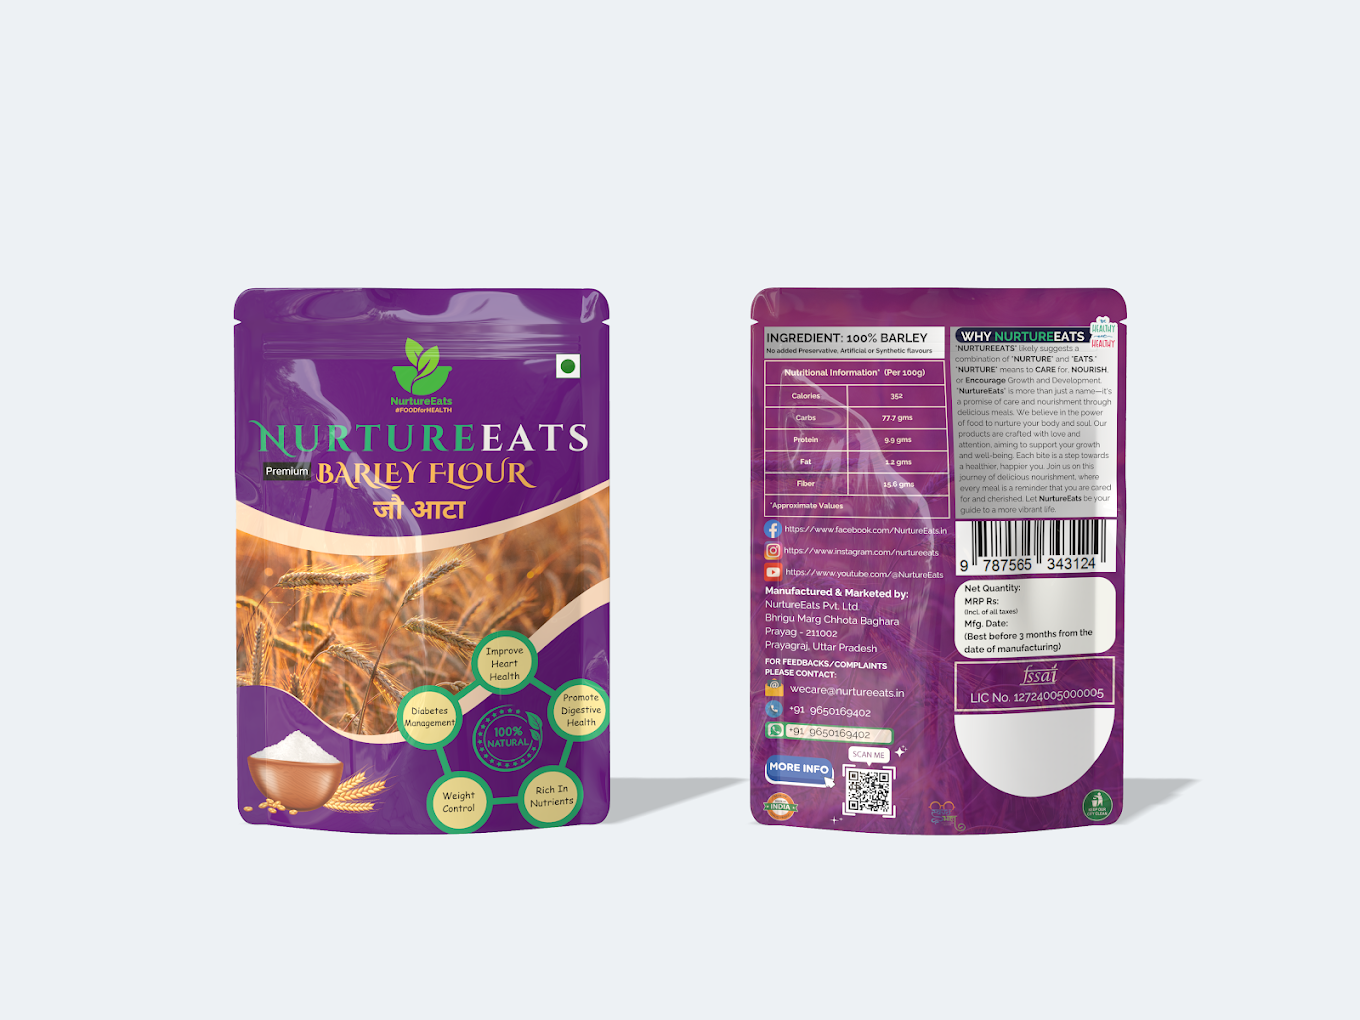 NurtureEats
#FOODforHEALTH
NURTUREEATS
Premium BARLEY FLOUR
जौ आटा
Improve
Heart
Health
Diabetes
Management
Promote
Digestive
Health
100%
NATURAL
Weight
Control
Rich In
Nutrients
INGREDIENT: 100% BARLEY
No added Preservative, Artificial or Synthetic flavours
Nutritional Information* (Per 100g)
Calories 352
Carbs 77.7 gms
Protein 9.9 gms
Fat 1.2 gms
Fiber 15.6 gms
*Approximate Values
https://www.facebook.com/NurtureEats.in
https://www.instagram.com/nurtureeats
https://www.youtube.com/@NurtureEats
Manufactured & Marketed by:
NurtureEats Pvt. Ltd
Bhrigu Marg Chhota Baghara
Prayag - 211002
Prayagraj, Uttar Pradesh
FOR FEEDBACKS/COMPLAINTS
PLEASE CONTACT:
wecare@nurtureeats.in
+91 9650169402
+91 9650169402
SCAN ME
MORE INFO
INDIA
WHY NURTUREEATS
BE
HEALTHY
HEALTHY
"NURTUREEATS" likely suggests a
combination of "NURTURE" and "EATS."
"NURTURE" means to CARE for, NOURISH,
or Encourage Growth and Development.
"NurtureEats" is more than just a name—it's
a promise of care and nourishment through
delicious meals. We believe in the power
of food to nurture your body and soul. Our
products are crafted with love and
attention, aiming to support your growth
and well-being. Each bite is a step towards
a healthier, happier you. Join us on this
journey of delicious nourishment, where
every meal is a reminder that you are cared
for and cherished. Let NurtureEats be your
guide to a more vibrant life.
9 787565 343124
Net Quantity:
MRP Rs:
(Incl. of all taxes)
Mfg. Date:
(Best before 3 months from the
date of manufacturing)
fssai
LIC No. 12724005000005
KEEP OUR
CITY CLEAN